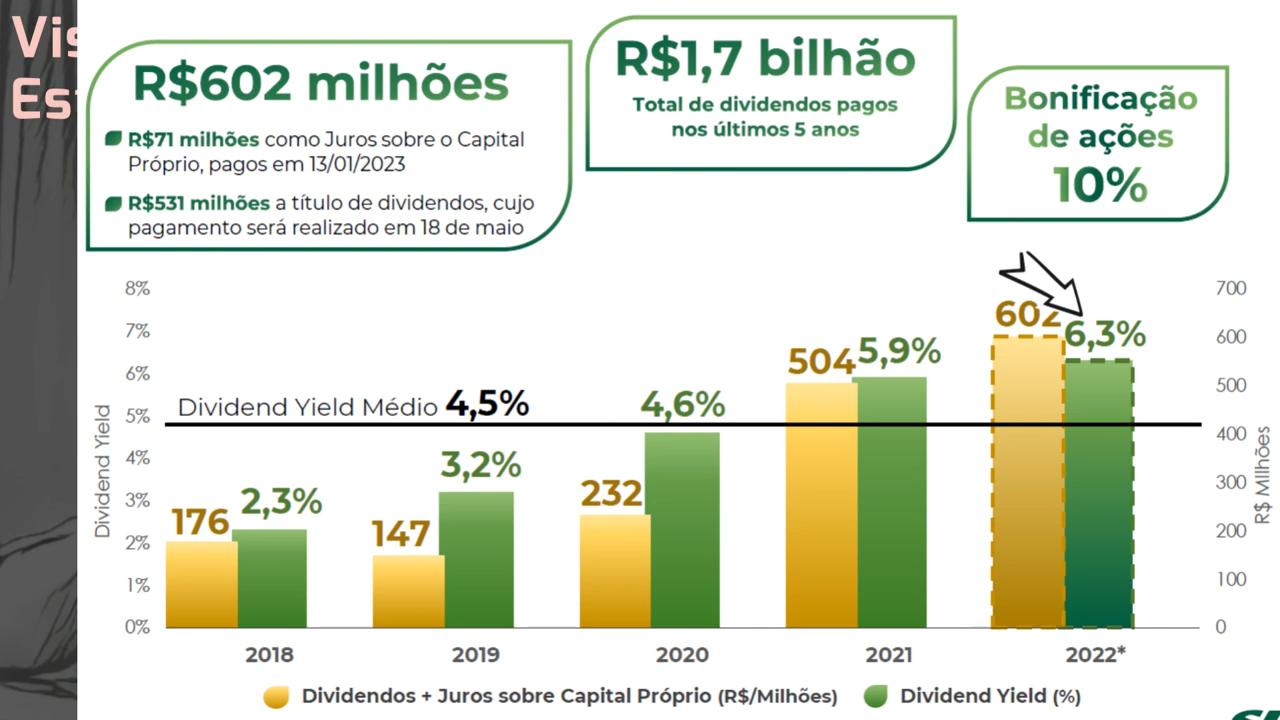 Vis
Est
R$602 milhões
R$71 milhões como Juros sobre o Capital
Próprio, pagos em 13/01/2023
R$531 milhões a título de dividendos, cujo
pagamento será realizado em 18 de maio
R$1,7 bilhão
Total de dividendos pagos
nos últimos 5 anos
Bonificação
de ações
10%
Dividend Yield
8%
7%
6%
5%
4%
3%
2%
1%
0%
Dividend Yield Médio 4,5%
176
2,3%
147
3,2%
232
4,6%
504
5,9%
602
6,3%
700
600
500
400
300
200
100
0
R$ Milhões
2018
2019
2020
2021
2022*
Dividendos + Juros sobre Capital Próprio (R$/Milhões)
Dividend Yield (%)